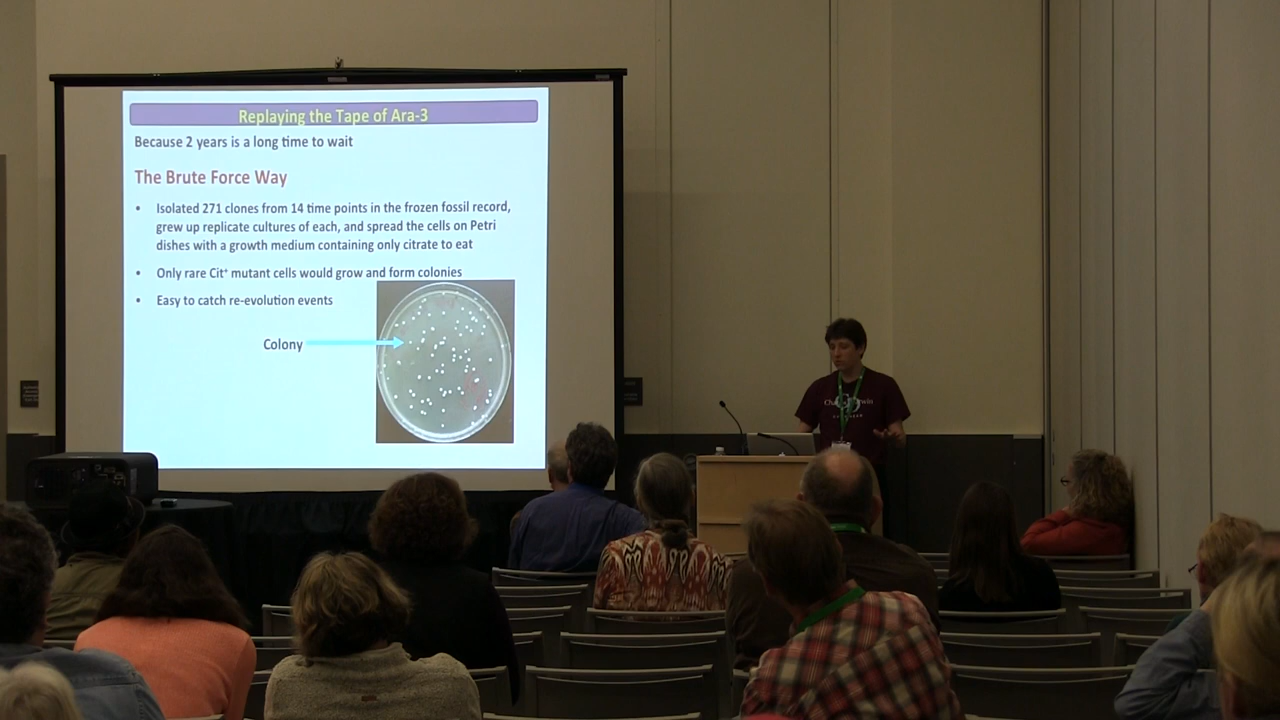 Replaying the Tape of Ara-3
Because 2 years is a long time to wait
The Brute Force Way
• Isolated 271 clones from 14 time points in the frozen fossil record,
grew up replicate cultures of each, and spread the cells on Petri
dishes with a growth medium containing only citrate to eat
• Only rare Cit⁺ mutant cells would grow and form colonies
• Easy to catch re-evolution events
Colony